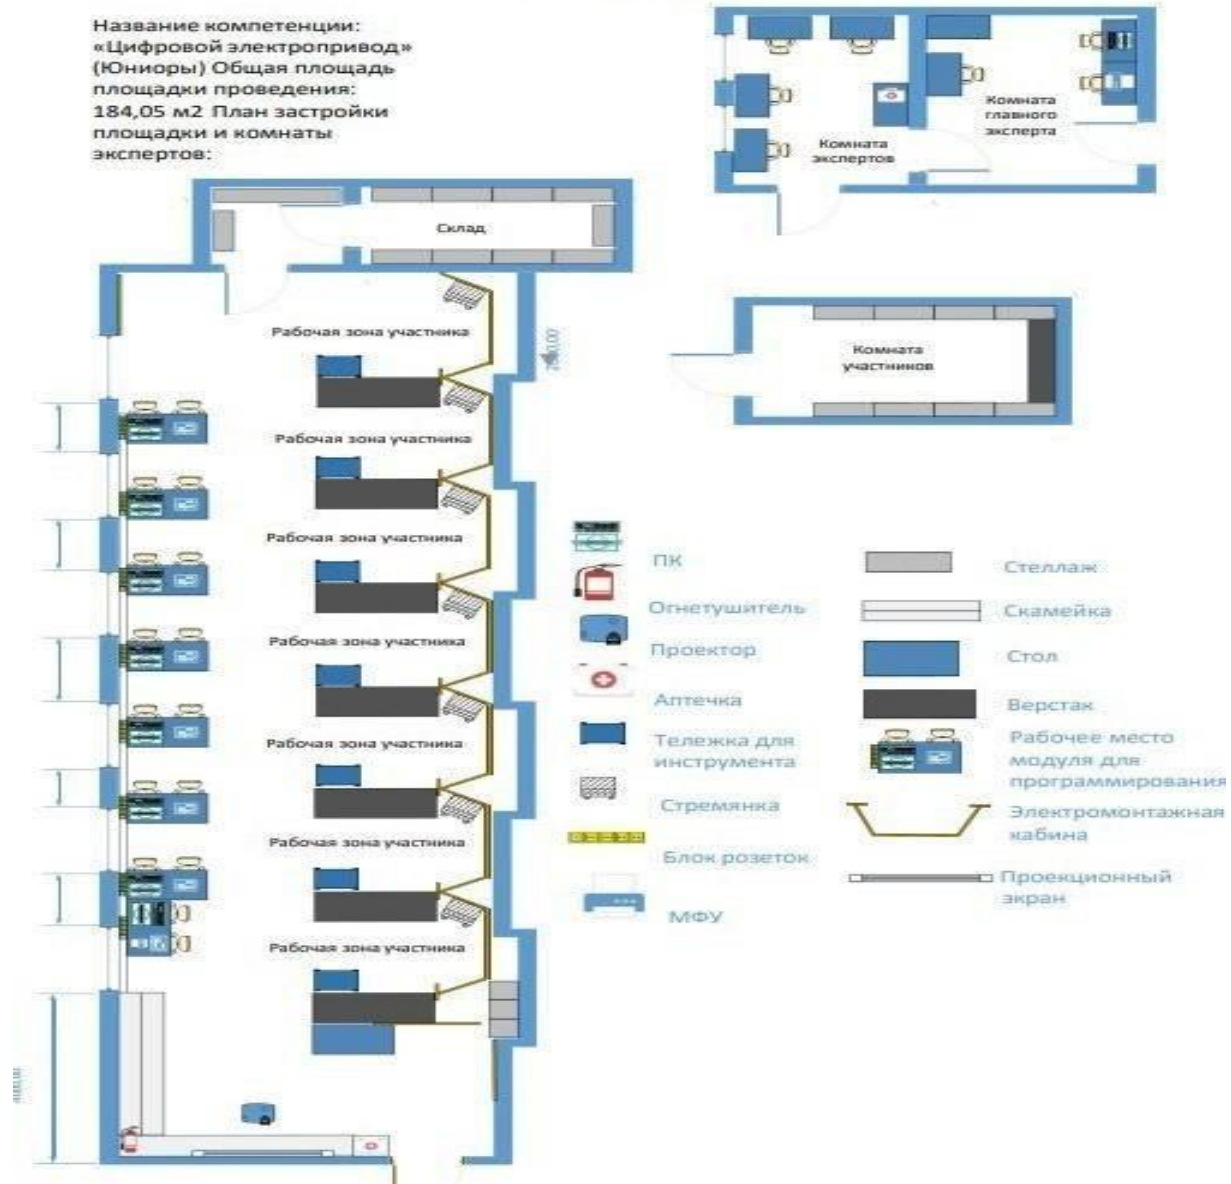 Название компетенции:
«Цифровой электропривод»
(Юниоры) Общая площадь
площадки проведения:
184,05 м2 План застройки
площадки и комнаты
экспертов:
Комната
главного
эксперта
Комната
экспертов
Склад
Рабочая зона участника
Комната
участников
Рабочая зона участника
Рабочая зона участника
Рабочая зона участника
Рабочая зона участника
Рабочая зона участника
Рабочая зона участника
ПК
Огнетушитель
Проектор
Аптечка
Тележка для
инструмента
Стремянка
Блок розеток
МФУ
Стеллаж
Скамейка
Стол
Верстак
Рабочее место
модуля для
программирования
Электромонтажная
кабина
Проекционный
экран